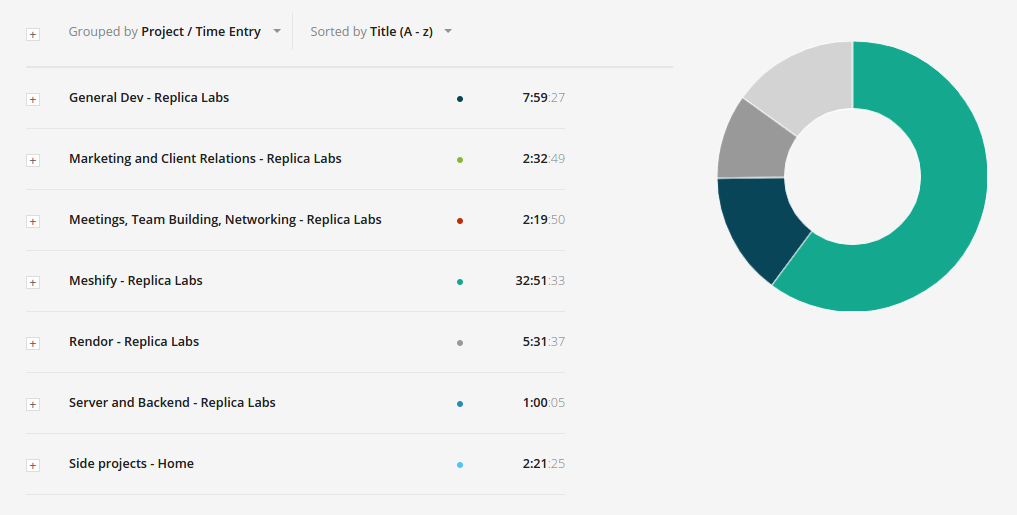 Grouped by Project / Time Entry Sorted by Title (A - z)
General Dev - Replica Labs 7:59:27
Marketing and Client Relations - Replica Labs 2:32:49
Meetings, Team Building, Networking - Replica Labs 2:19:50
Meshify - Replica Labs 32:51:33
Rendor - Replica Labs 5:31:37
Server and Backend - Replica Labs 1:00:05
Side projects - Home 2:21:25